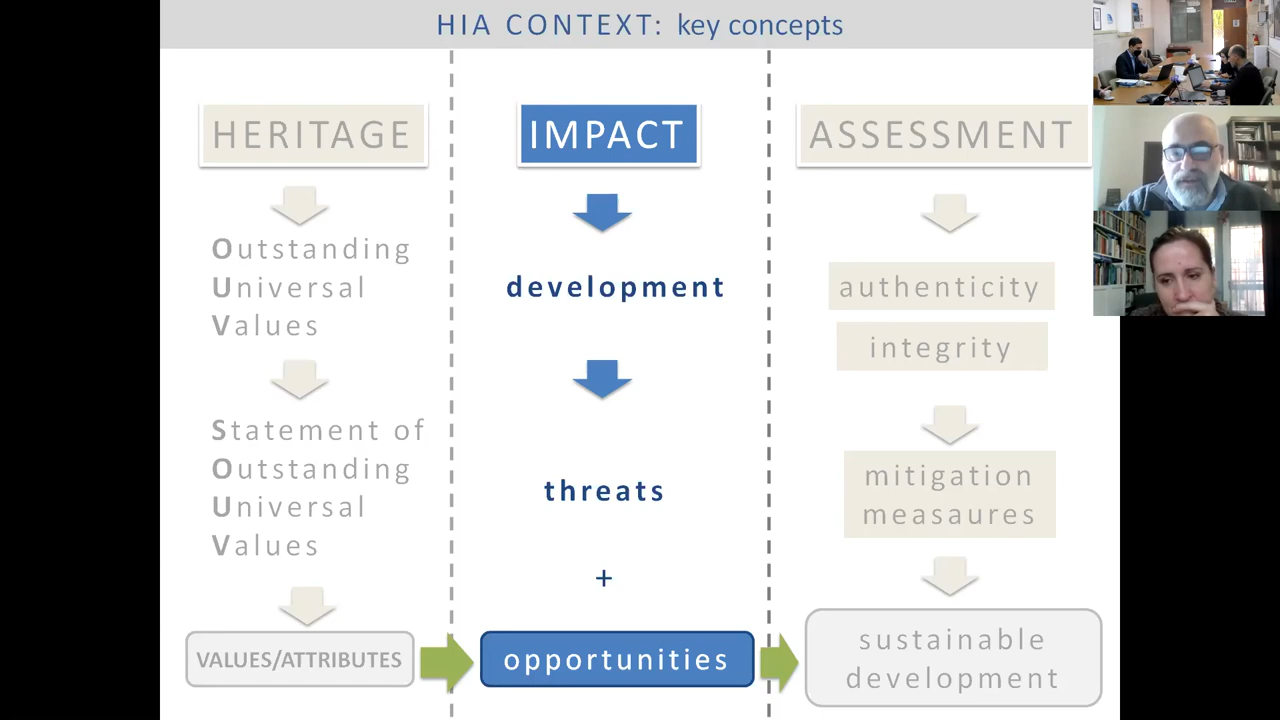 HIA CONTEXT: key concepts
HERITAGE
Outstanding
Universal
Values
Statement of
Outstanding
Universal
Values
VALUES/ATTRIBUTES
IMPACT
development
threats
+
opportunities
ASSESSMENT
authenticity
integrity
mitigation
measaures
sustainable
development